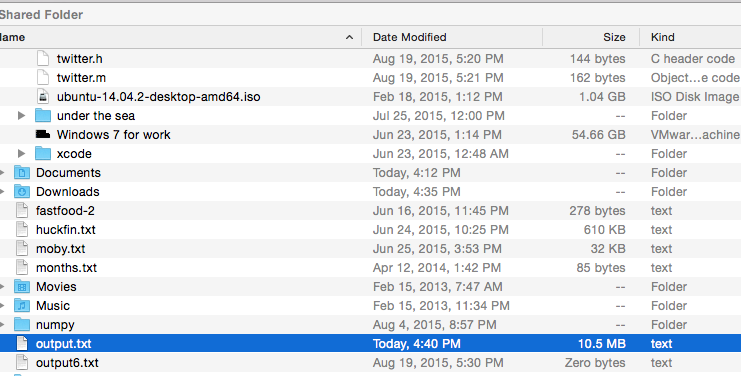 Shared Folder
Name Date Modified Size Kind
twitter.h Aug 19, 2015, 5:20 PM 144 bytes C header code
twitter.m Aug 19, 2015, 5:21 PM 162 bytes Object...e code
ubuntu-14.04.2-desktop-amd64.iso Feb 18, 2015, 1:12 PM 1.04 GB ISO Disk Image
under the sea Jul 25, 2015, 12:00 PM -- Folder
Windows 7 for work Jun 23, 2015, 1:14 PM 54.66 GB VMwar...achine
xcode Jun 23, 2015, 12:48 AM -- Folder
Documents Today, 4:12 PM -- Folder
Downloads Today, 4:35 PM -- Folder
fastfood-2 Jun 16, 2015, 11:45 PM 278 bytes text
huckfin.txt Jun 24, 2015, 10:25 PM 610 KB text
moby.txt Jun 25, 2015, 3:53 PM 32 KB text
months.txt Apr 12, 2014, 1:42 PM 85 bytes text
Movies Feb 15, 2013, 7:47 AM -- Folder
Music Feb 15, 2013, 11:34 PM -- Folder
numpy Aug 4, 2015, 8:57 PM -- Folder
output.txt Today, 4:40 PM 10.5 MB text
output6.txt Aug 19, 2015, 5:30 PM Zero bytes text